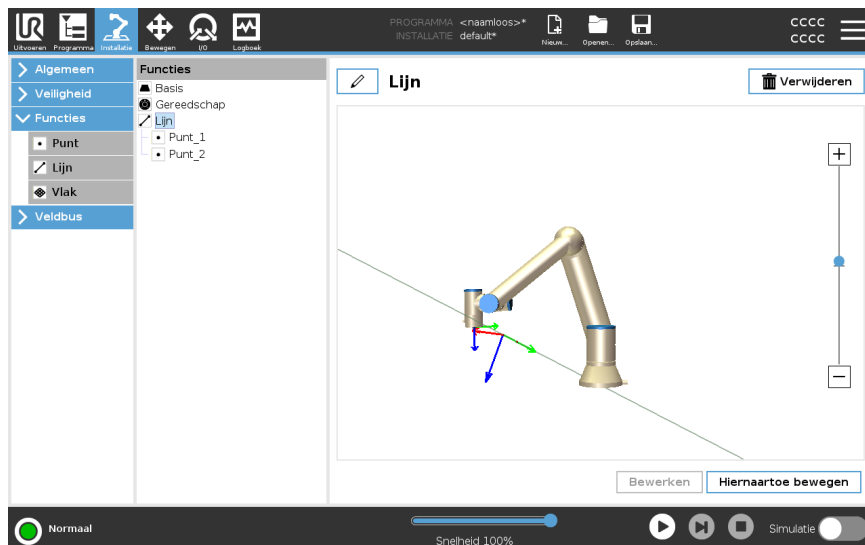 PROGRAMMA <naamloos>*
INSTALLATIE default*
CCCC
CCCC
Uitvoeren Programma Installatie Bewegen I/O Logboek Nieuw... Openen... Opslaan...
Algemeen
Veiligheid
Functies
Punt
Lijn
Vlak
Veldbus
Functies
Basis
Gereedschap
Lijn
Punt_1
Punt_2
Lijn
Verwijderen
Bewerken
Hiernaartoe bewegen
Normaal
Snelheid 100%
Simulatie